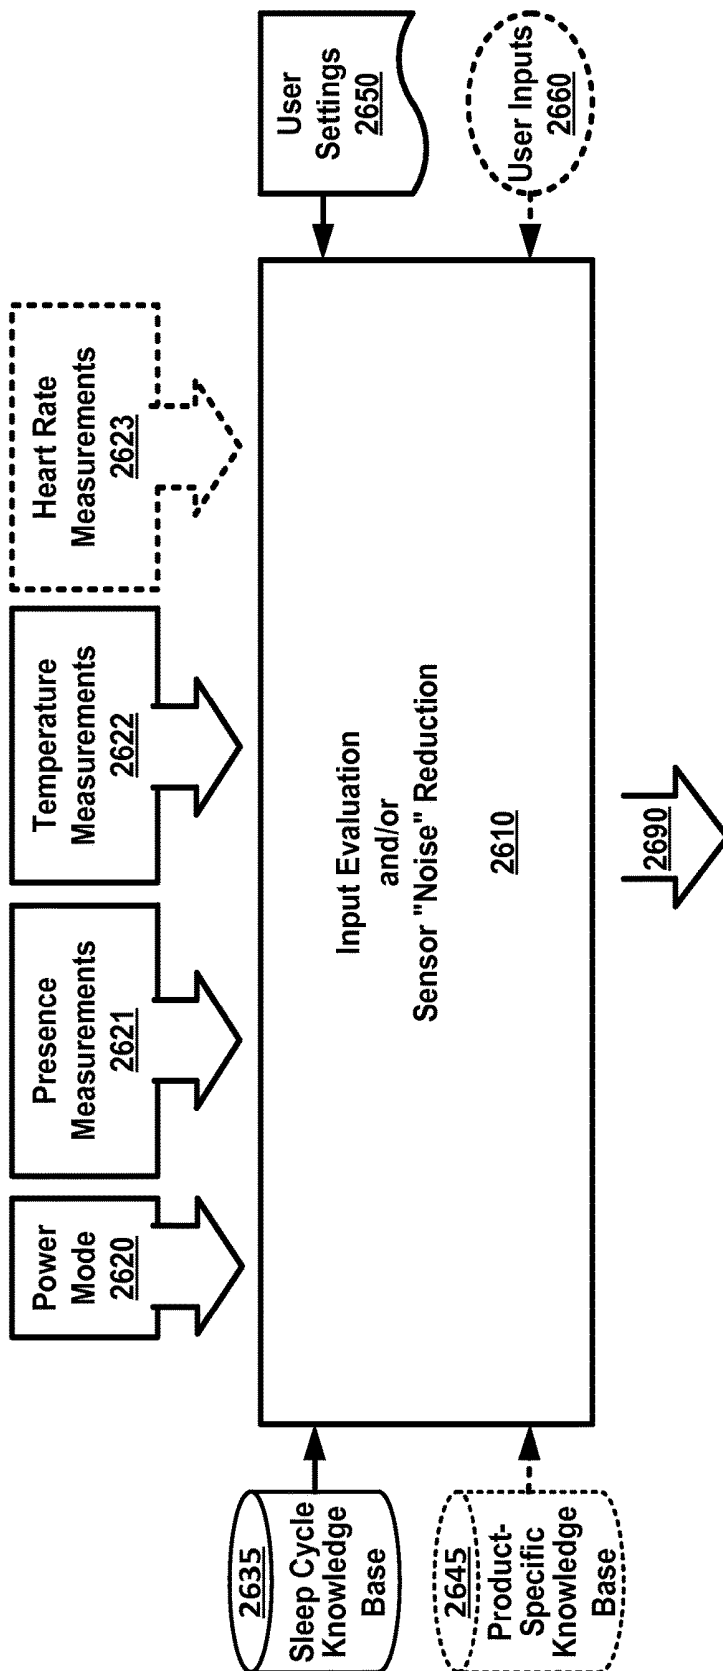 Power
Mode
2620
Presence
Measurements
2621
Temperature
Measurements
2622
Heart Rate
Measurements
2623
2635
Sleep Cycle
Knowledge
Base
2645
Product-
Specific
Knowledge
Base
Input Evaluation
and/or
Sensor "Noise" Reduction
2610
User
Settings
2650
User Inputs
2660
2690